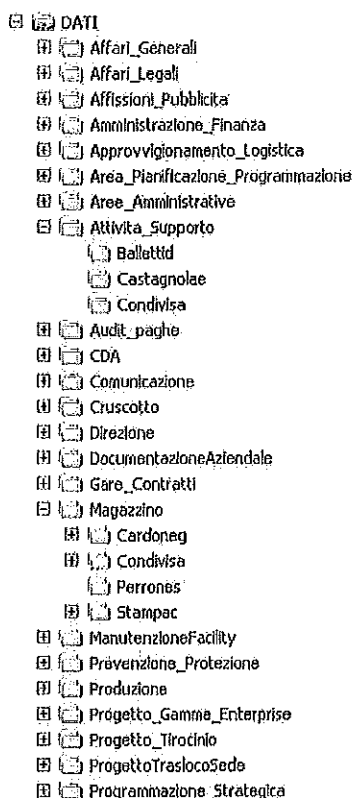 DATI
Affari_Generali
Affari_Legali
Affissioni_Pubblicita
Amministrazione_Finanza
Approvvigionamento_Logistica
Area_Pianificazione_Programmazione
Aree_Amministrative
Attivita_Supporto
Ballettid
Castagnolae
Condivisa
Audit_paghe
CDA
Comunicazione
Cruscotto
Direzione
DocumentazioneAziendale
Gare_Contratti
Magazzino
Cardoneg
Condivisa
Perrones
Stampac
ManutenzioneFacility
Prevenzione_Protezione
Produzione
Progetto_Gamma_Enterprise
Progetto_Tirocinio
ProgettoTraslocoSede
Programmazione_Strategica